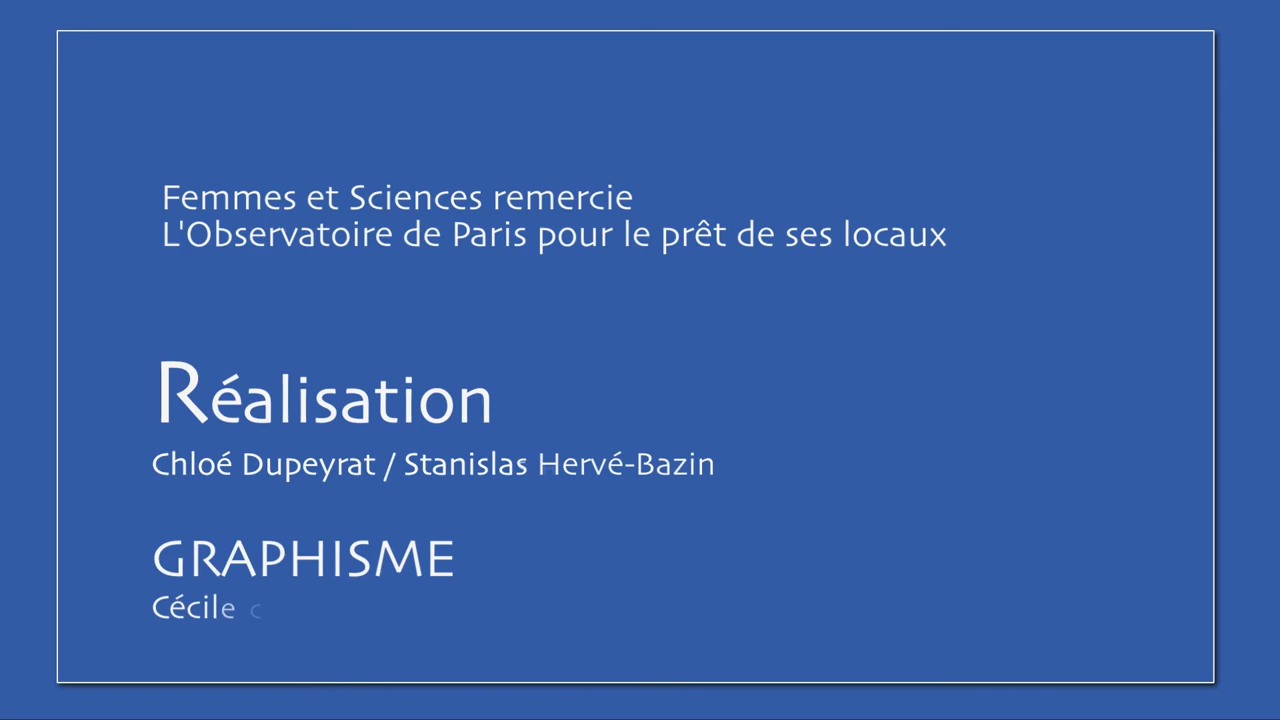 Femmes et Sciences remercie
L'Observatoire de Paris pour le prêt de ses locaux
Réalisation
Chloé Dupeyrat / Stanislas Hervé-Bazin
GRAPHISME
Cécile c